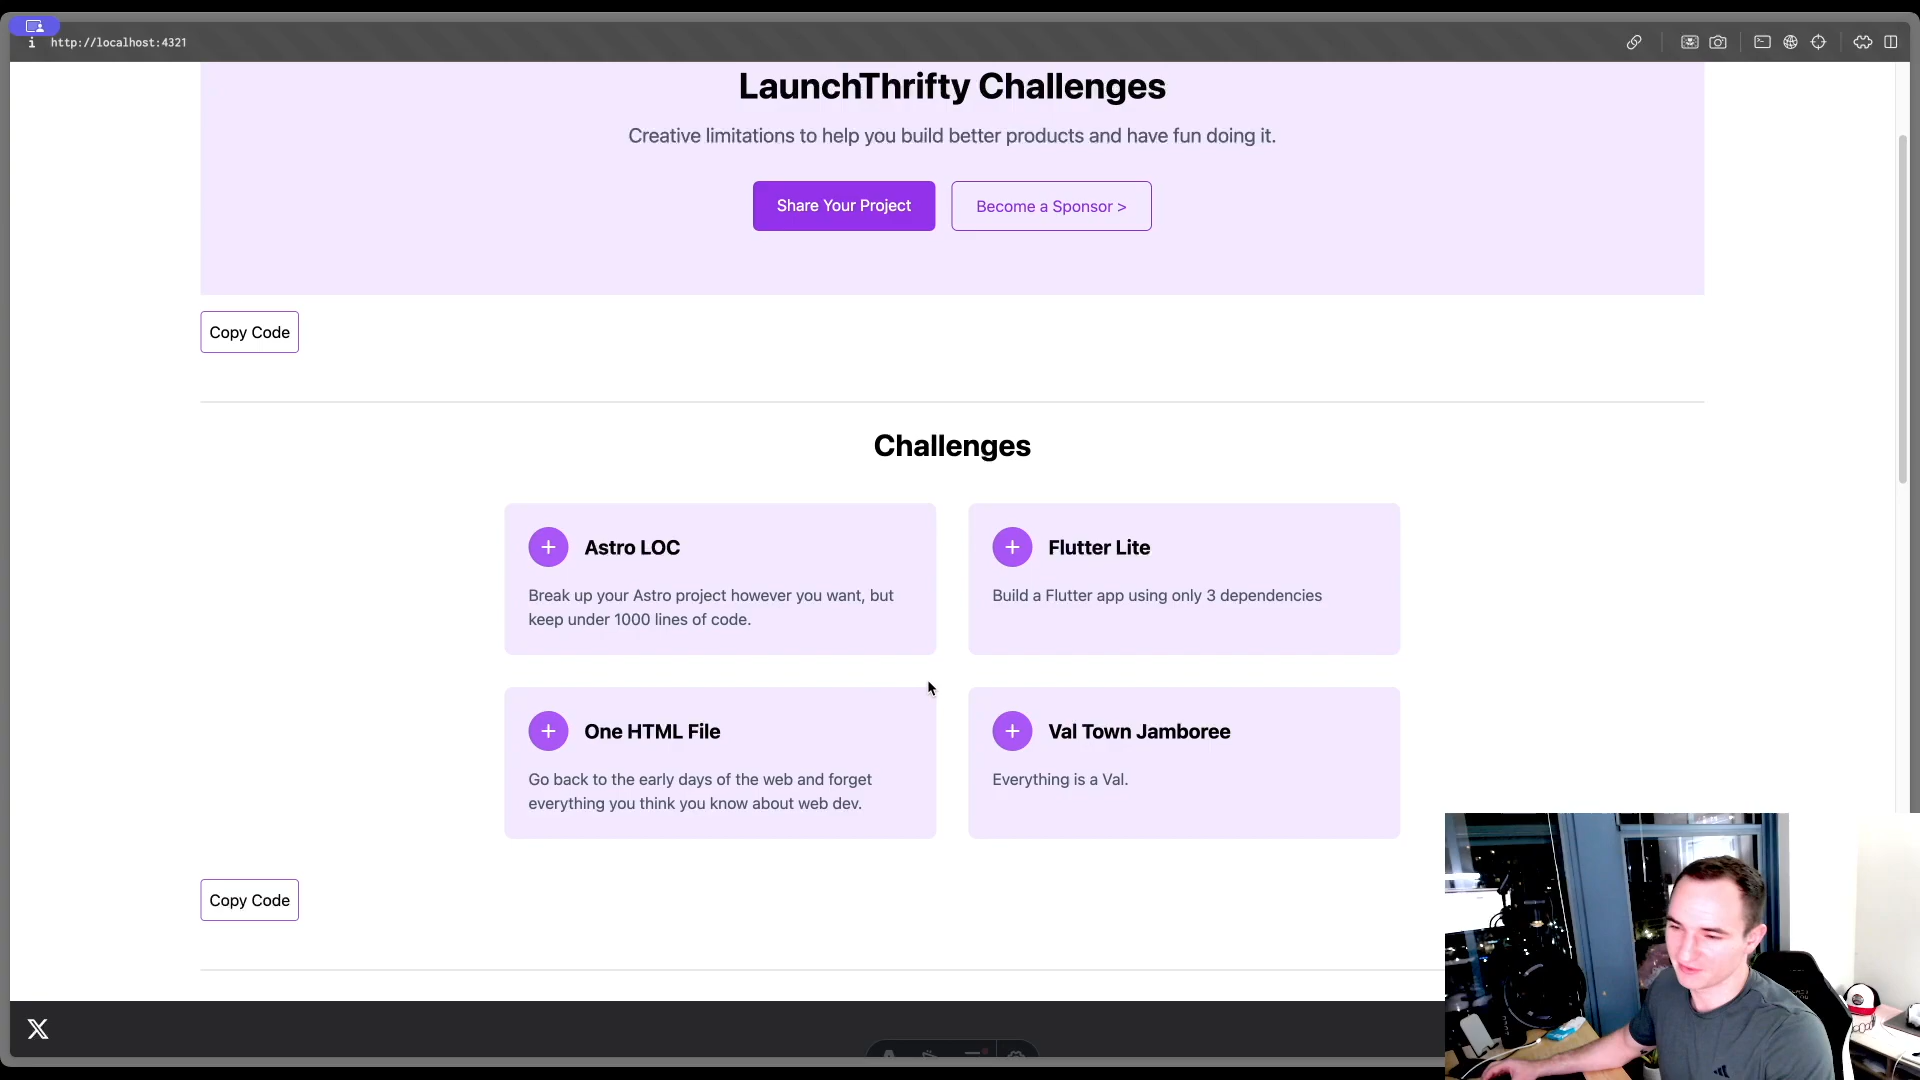 http://localhost:4321
LaunchThrifty Challenges
Creative limitations to help you build better products and have fun doing it.
Share Your Project
Become a Sponsor >
Copy Code
Challenges
Astro LOC
Break up your Astro project however you want, but
keep under 1000 lines of code.
Flutter Lite
Build a Flutter app using only 3 dependencies
One HTML File
Go back to the early days of the web and forget
everything you think you know about web dev.
Val Town Jamboree
Everything is a Val.
Copy Code